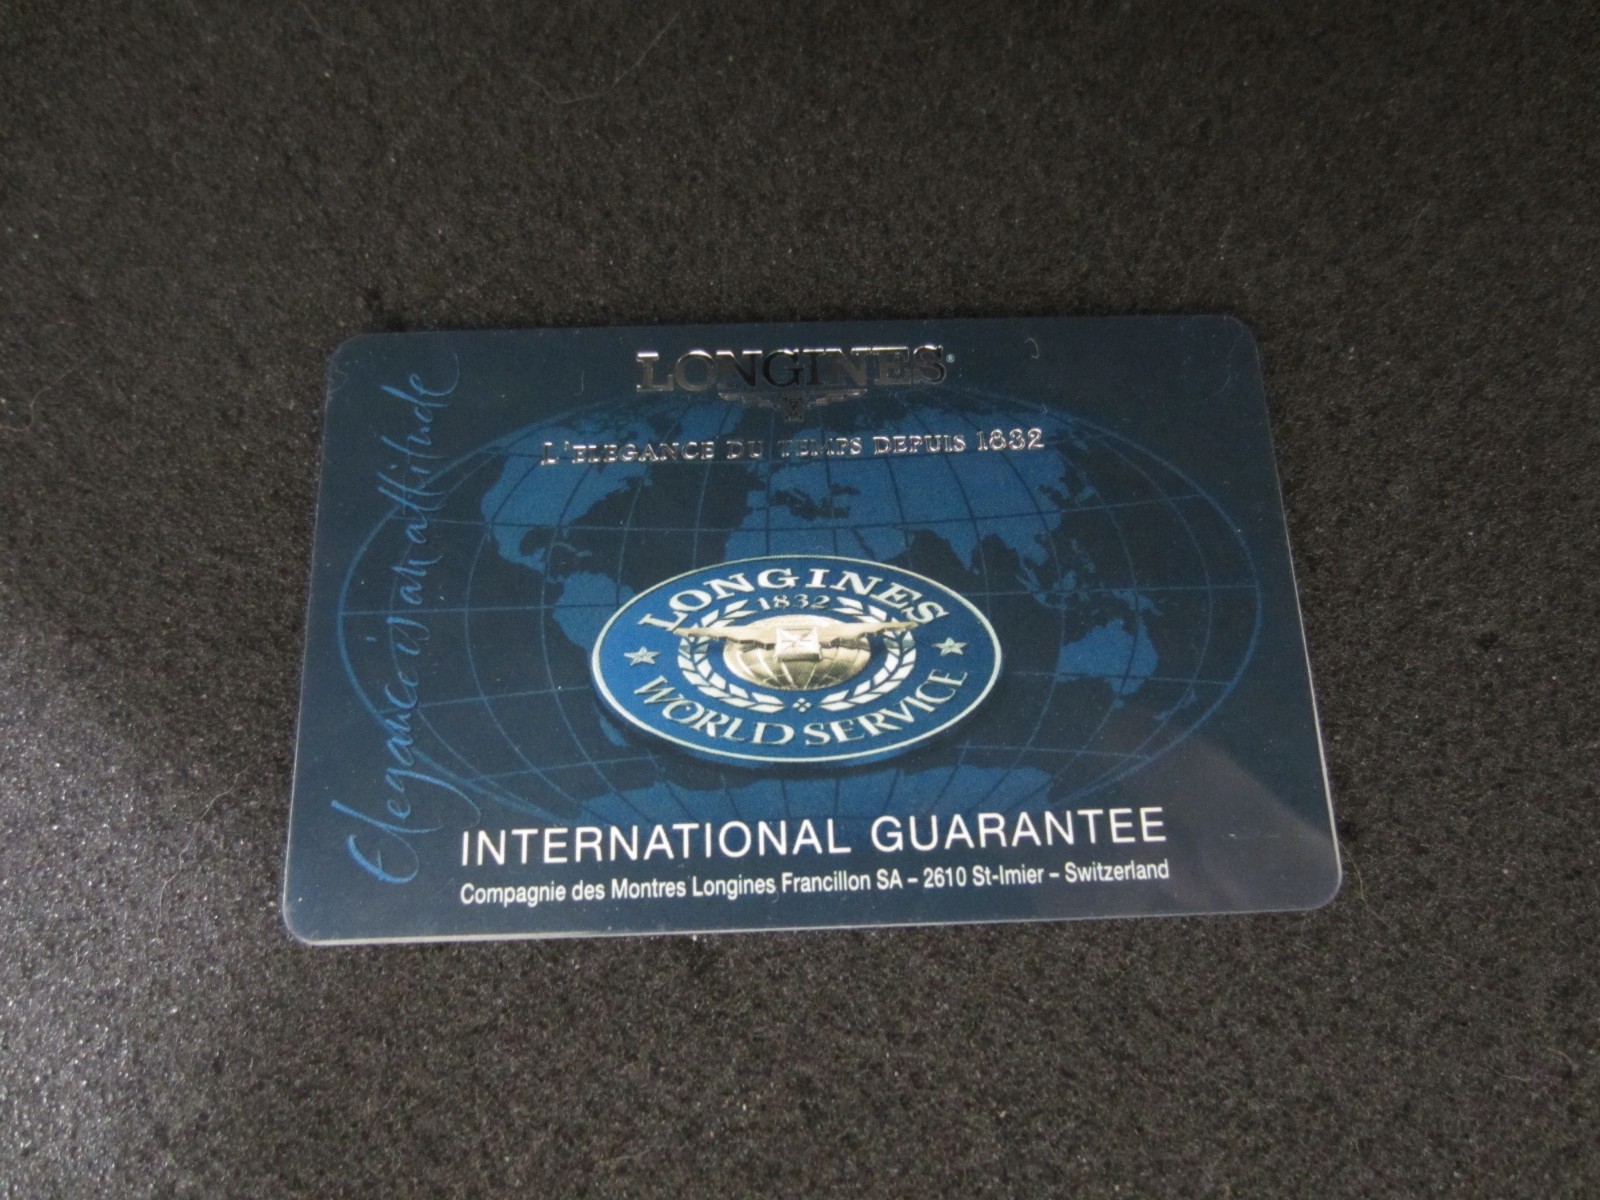 LONGINES®
L'ELEGANCE DU TEMPS DEPUIS 1832
Elegance is an attitude
LONGINES
1832
WORLD SERVICE
INTERNATIONAL GUARANTEE
Compagnie des Montres Longines Francillon SA – 2610 St-Imier – Switzerland